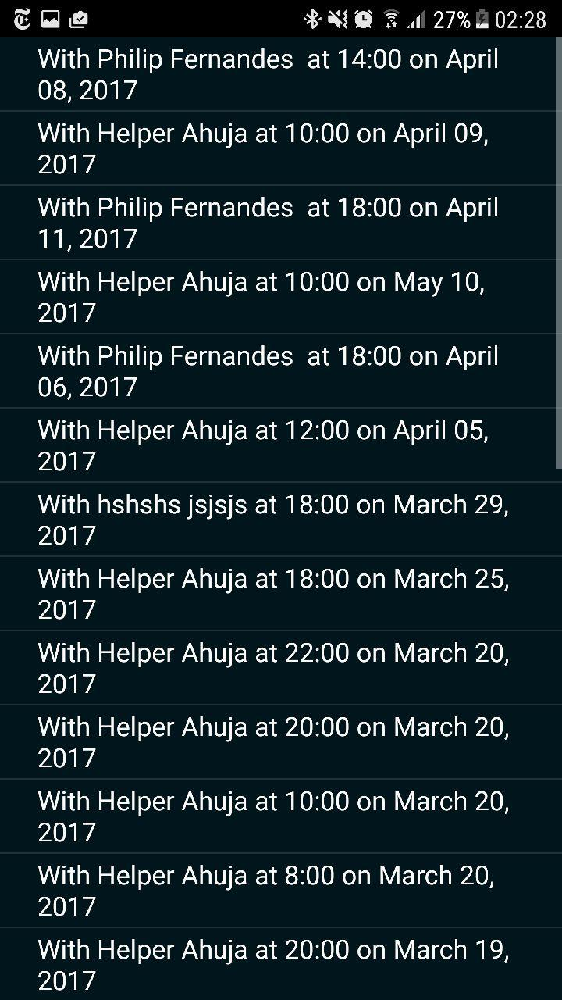 27% 02:28
With Philip Fernandes  at 14:00 on April
08, 2017
With Helper Ahuja at 10:00 on April 09,
2017
With Philip Fernandes  at 18:00 on April
11, 2017
With Helper Ahuja at 10:00 on May 10,
2017
With Philip Fernandes  at 18:00 on April
06, 2017
With Helper Ahuja at 12:00 on April 05,
2017
With hshshs jsjsjs at 18:00 on March 29,
2017
With Helper Ahuja at 18:00 on March 25,
2017
With Helper Ahuja at 22:00 on March 20,
2017
With Helper Ahuja at 20:00 on March 20,
2017
With Helper Ahuja at 10:00 on March 20,
2017
With Helper Ahuja at 8:00 on March 20,
2017
With Helper Ahuja at 20:00 on March 19,
2017